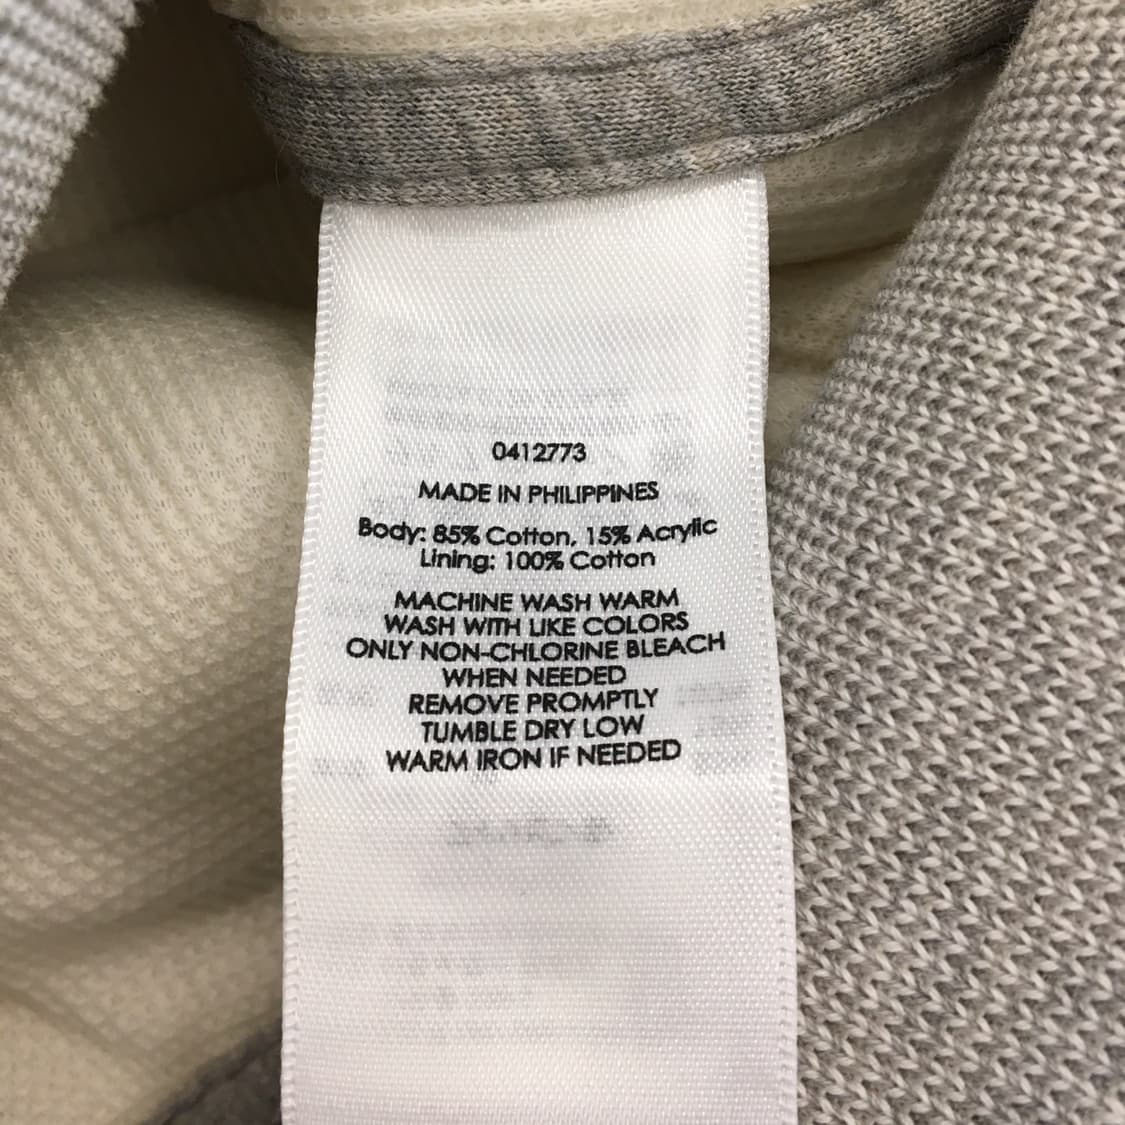 0412773
MADE IN PHILIPPINES
Body: 85% Cotton, 15% Acrylic
Lining: 100% Cotton
MACHINE WASH WARM
WASH WITH LIKE COLORS
ONLY NON-CHLORINE BLEACH
WHEN NEEDED
REMOVE PROMPTLY
TUMBLE DRY LOW
WARM IRON IF NEEDED